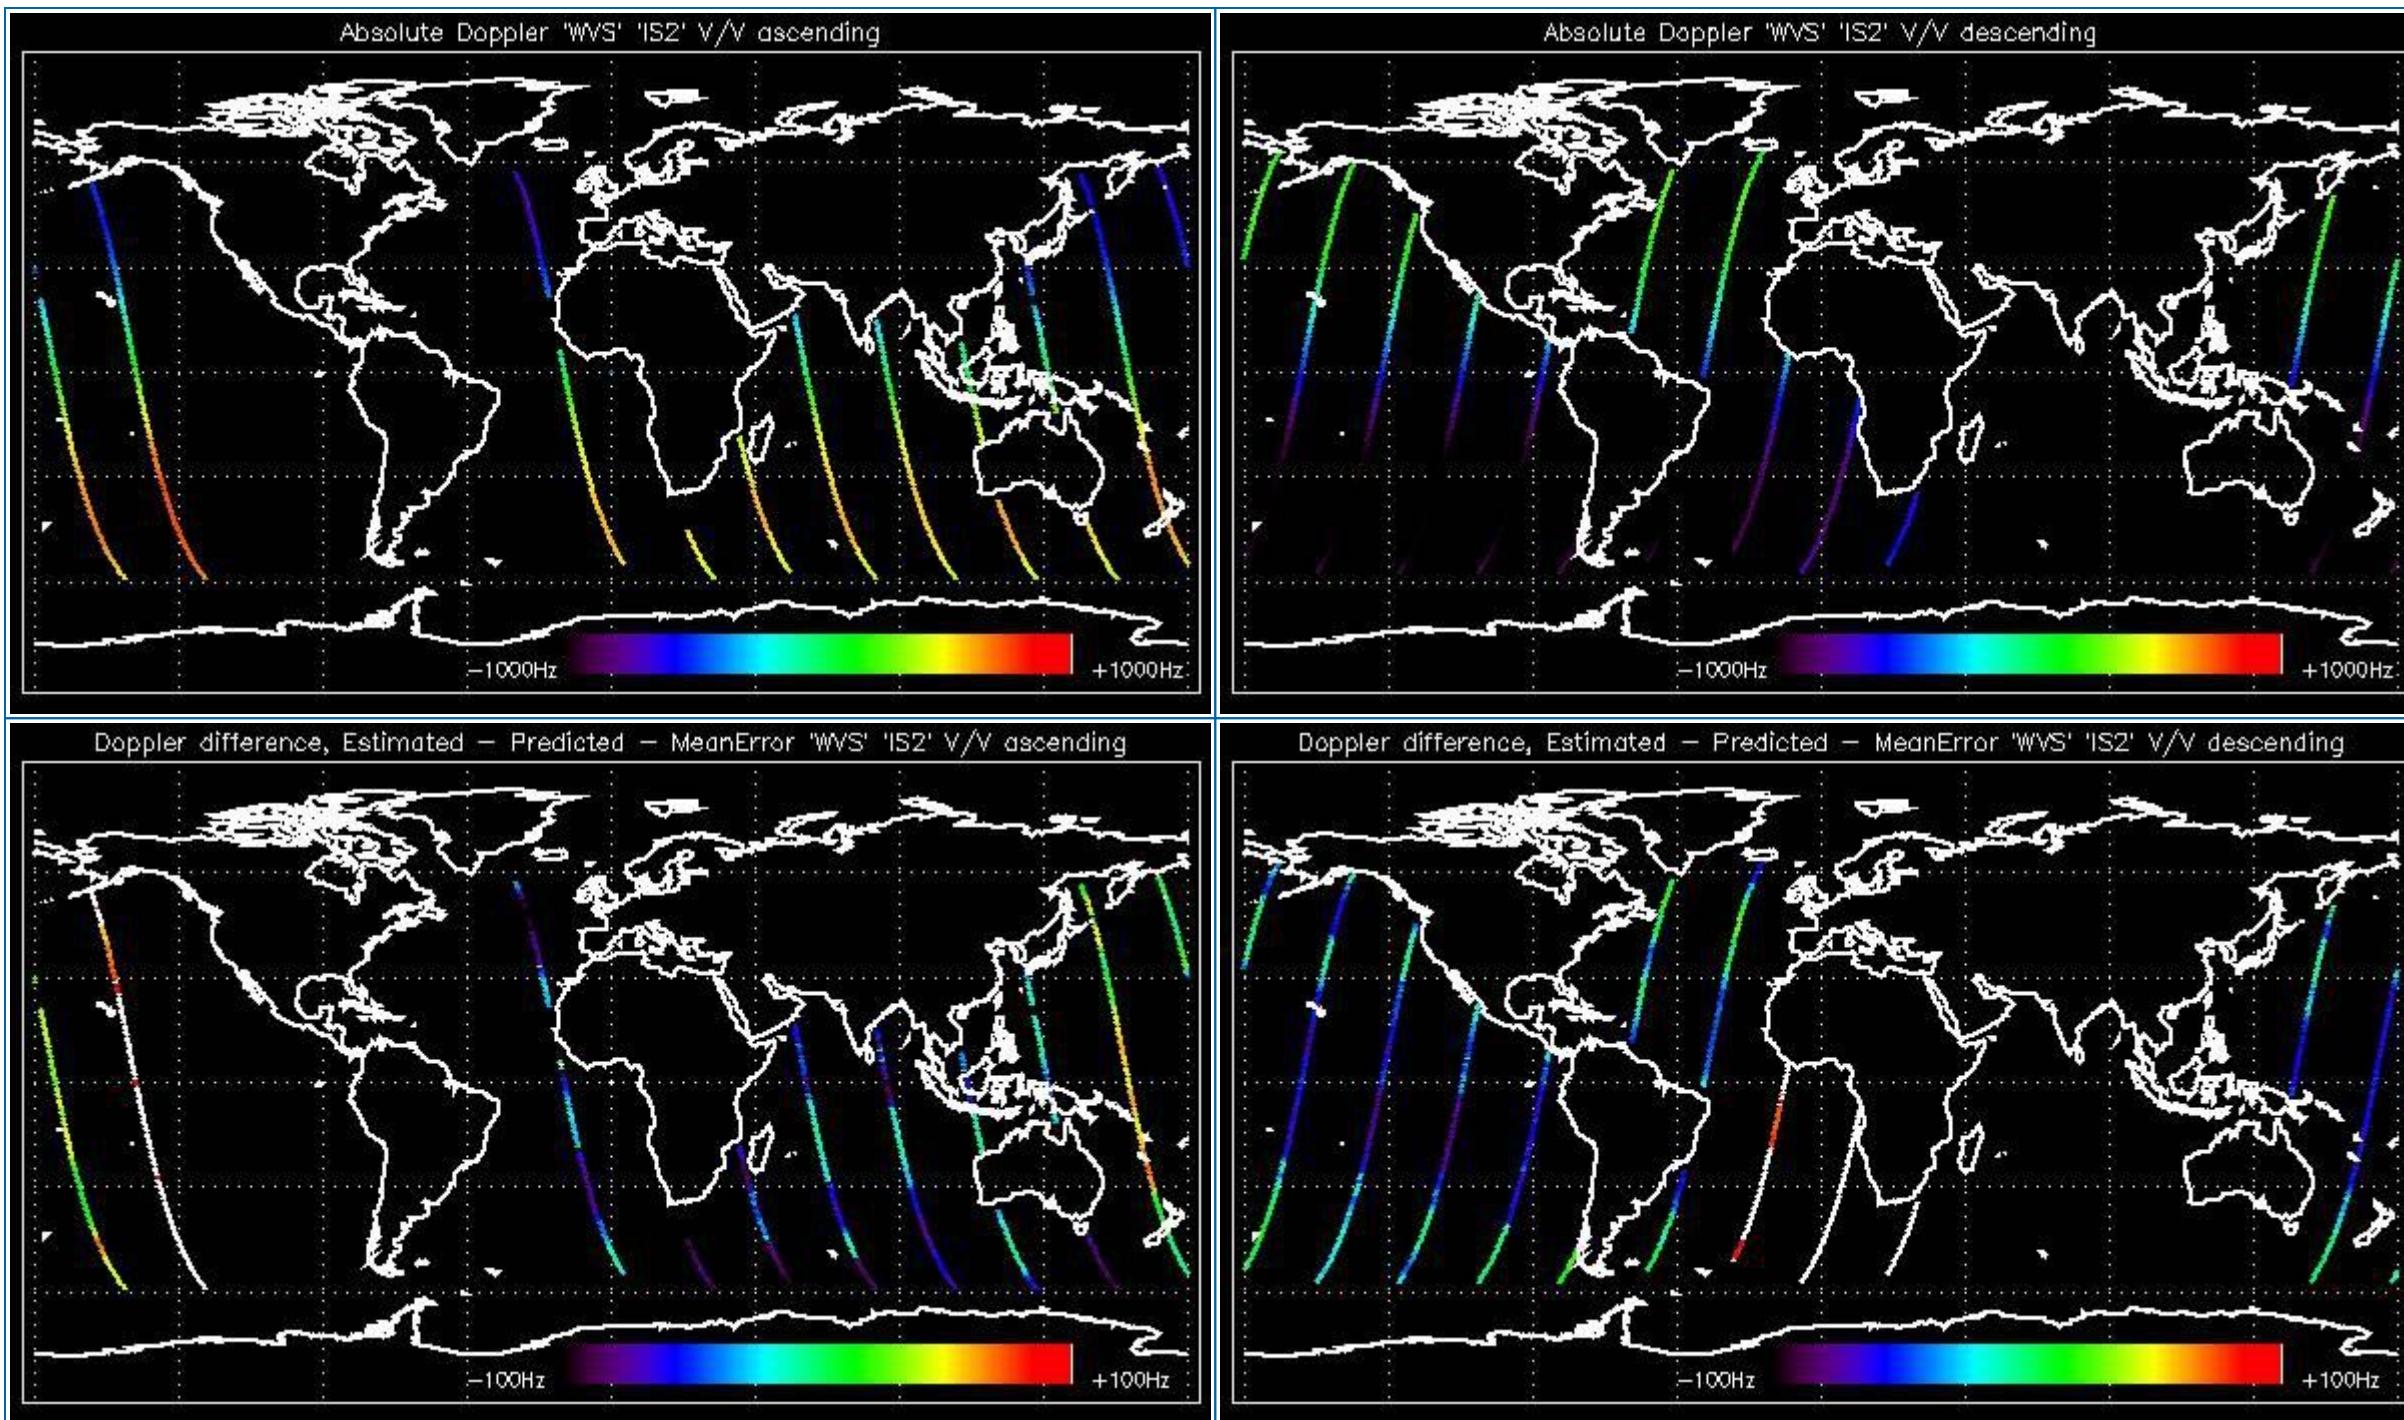 Absolute Doppler 'WVS' 'IS2' V/V ascending
-1000Hz
+1000Hz
Absolute Doppler 'WVS' 'IS2' V/V descending
-1000Hz
+1000Hz
Doppler difference, Estimated - Predicted - MeanError 'WVS' 'IS2' V/V ascending
-100Hz
+100Hz
Doppler difference, Estimated - Predicted - MeanError 'WVS' 'IS2' V/V descending
-100Hz
+100Hz